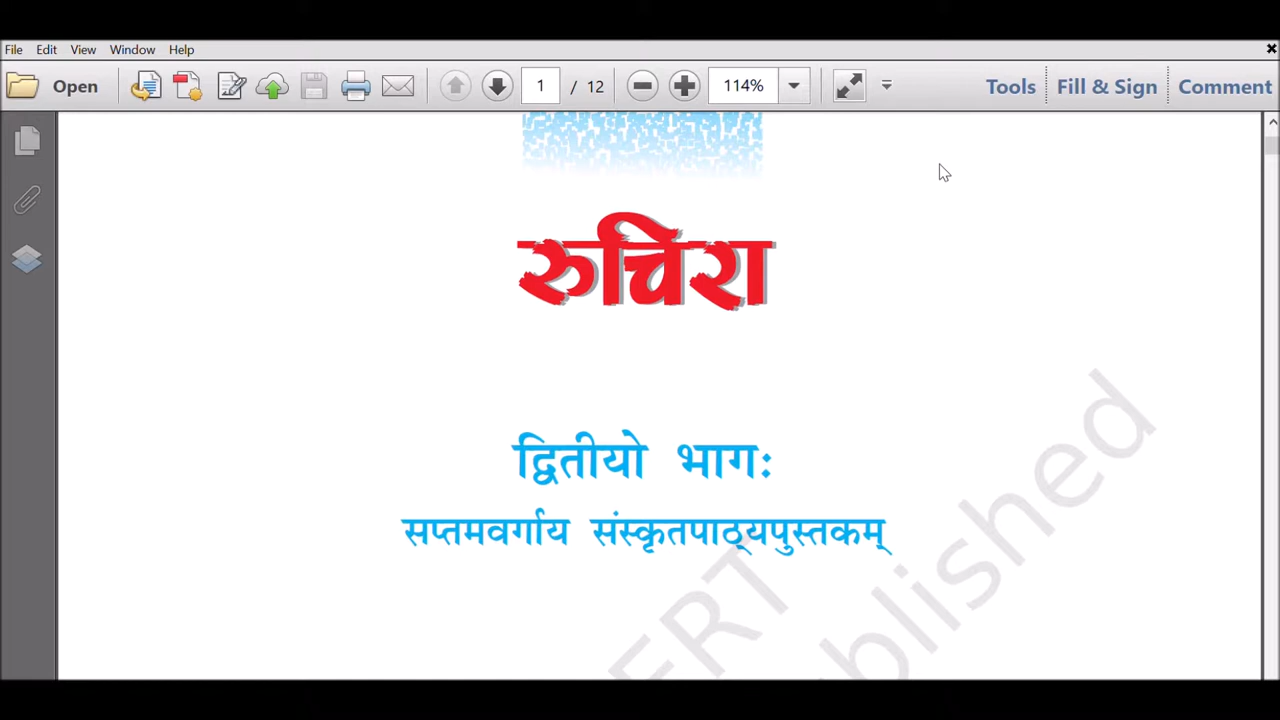 File Edit View Window Help
Open 1 / 12 114% Tools Fill & Sign Comment
रुचिरा
द्वितीयो भागः
सप्तमवर्गाय संस्कृतपाठ्यपुस्तकम्